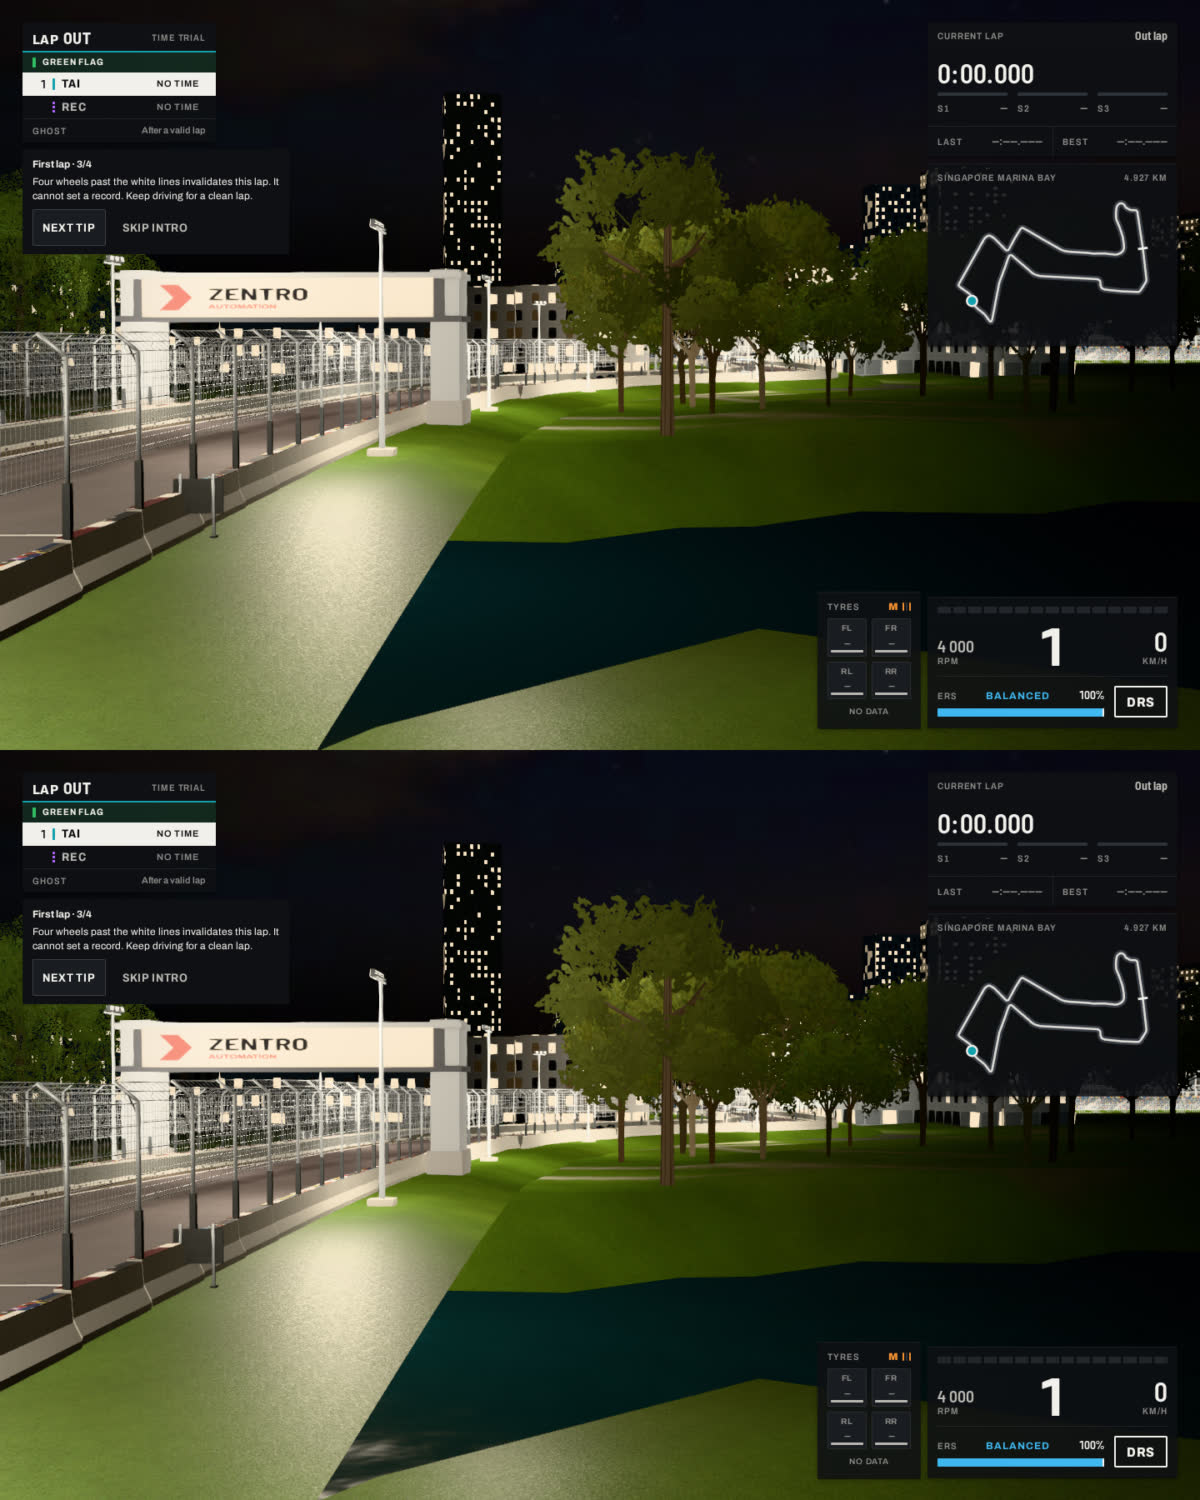 LAP OUT TIME TRIAL
GREEN FLAG
1 TAI NO TIME
REC NO TIME
GHOST After a valid lap
First lap · 3/4
Four wheels past the white lines invalidates this lap. It
cannot set a record. Keep driving for a clean lap.
NEXT TIP SKIP INTRO
ZENTRO
AUTOMATION
CURRENT LAP Out lap
0:00.000
S1 – S2 – S3 –
LAST –:––.––– BEST –:––.–––
SINGAPORE MARINA BAY 4.927 KM
TYRES M
FL FR
– –
RL RR
– –
NO DATA
4 000 1 0
RPM KM/H
ERS BALANCED 100% DRS
LAP OUT TIME TRIAL
GREEN FLAG
1 TAI NO TIME
REC NO TIME
GHOST After a valid lap
First lap · 3/4
Four wheels past the white lines invalidates this lap. It
cannot set a record. Keep driving for a clean lap.
NEXT TIP SKIP INTRO
ZENTRO
AUTOMATION
CURRENT LAP Out lap
0:00.000
S1 – S2 – S3 –
LAST –:––.––– BEST –:––.–––
SINGAPORE MARINA BAY 4.927 KM
TYRES M
FL FR
– –
RL RR
– –
NO DATA
4 000 1 0
RPM KM/H
ERS BALANCED 100% DRS